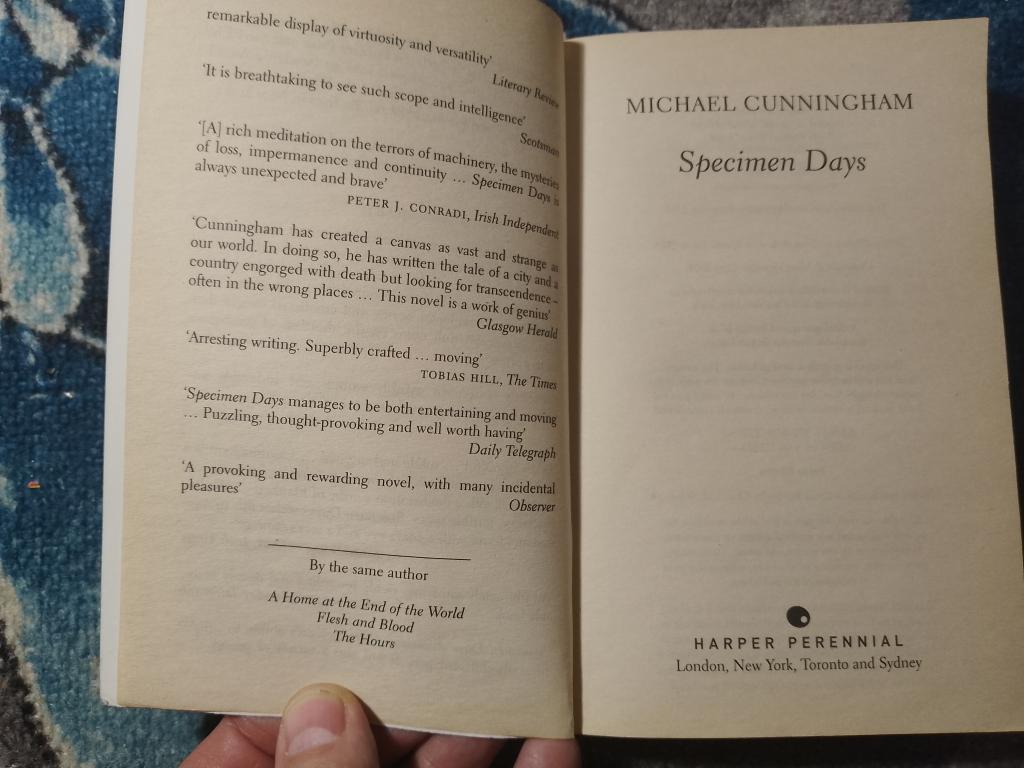 remarkable display of virtuosity and versatility'
Literary Review
'It is breathtaking to see such scope and intelligence'
Scotsman
'[A] rich meditation on the terrors of machinery, the mysteries
of loss, impermanence and continuity … Specimen Days is
always unexpected and brave'
PETER J. CONRADI, Irish Independent
'Cunningham has created a canvas as vast and strange as
our world. In doing so, he has written the tale of a city and a
country engorged with death but looking for transcendence –
often in the wrong places … This novel is a work of genius'
Glasgow Herald
'Arresting writing. Superbly crafted … moving'
TOBIAS HILL, The Times
'Specimen Days manages to be both entertaining and moving
… Puzzling, thought-provoking and well worth having'
Daily Telegraph
'A provoking and rewarding novel, with many incidental
pleasures'
Observer
By the same author
A Home at the End of the World
Flesh and Blood
The Hours
MICHAEL CUNNINGHAM
Specimen Days
HARPER PERENNIAL
London, New York, Toronto and Sydney